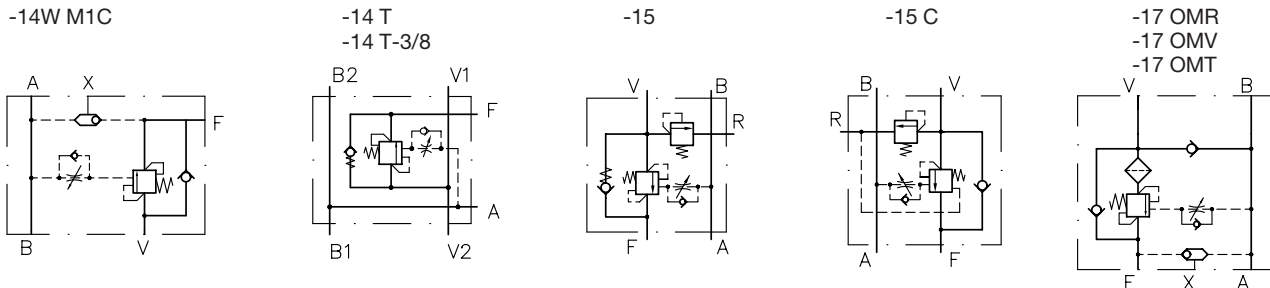 -14W M1C
-14 T
-14 T-3/8
-15
-15 C
-17 OMR
-17 OMV
-17 OMT
A X
F
B V
B2 V1
F
A
B1 V2
V B
R
F A
B V
R
A F
V B
F X A